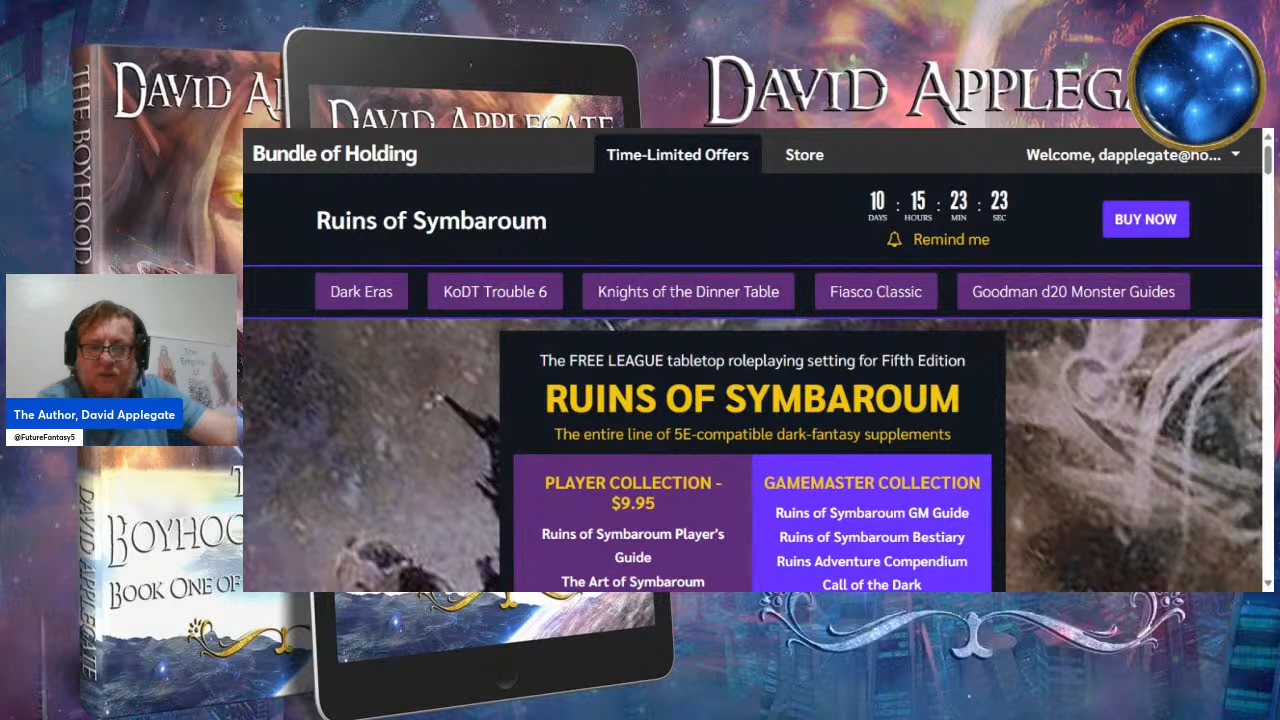 DAVID APPLEGA
THE BOYHOOD
DAVID A
DAVID APPLEGATE
Bundle of Holding
Time-Limited Offers
Store
Welcome, dapplegate@no...
Ruins of Symbaroum
10 : 15 : 23 : 23
DAYS HOURS MIN SEC
Remind me
BUY NOW
Dark Eras
KoDT Trouble 6
Knights of the Dinner Table
Fiasco Classic
Goodman d20 Monster Guides
The FREE LEAGUE tabletop roleplaying setting for Fifth Edition
RUINS OF SYMBAROUM
The entire line of 5E-compatible dark-fantasy supplements
PLAYER COLLECTION -
$9.95
Ruins of Symbaroum Player's
Guide
The Art of Symbaroum
GAMEMASTER COLLECTION
Ruins of Symbaroum GM Guide
Ruins of Symbaroum Bestiary
Ruins Adventure Compendium
Call of the Dark
The Author, David Applegate
@FutureFantasy5
DAVID APPLEGATE
T
BOYHOO
BOOK ONE OF